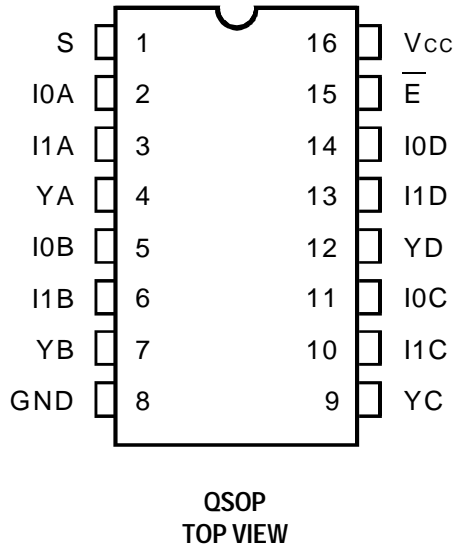 S 1 16 Vcc
I0A 2 15 E̅
I1A 3 14 I0D
YA 4 13 I1D
I0B 5 12 YD
I1B 6 11 I0C
YB 7 10 I1C
GND 8 9 YC
QSOP
TOP VIEW